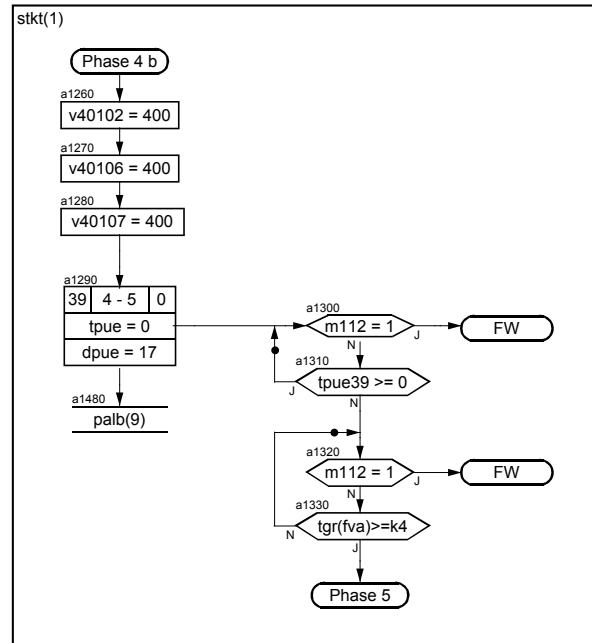 stkt(1)
Phase 4 b
a1260
v40102 = 400
a1270
v40106 = 400
a1280
v40107 = 400
a1290
39 4 - 5 0
tpue = 0
dpue = 17
a1480
palb(9)
a1300
m112 = 1
N J
FW
a1310
tpue39 >= 0
J N
a1320
m112 = 1
N J
FW
a1330
tgr(fva)>=k4
N J
Phase 5